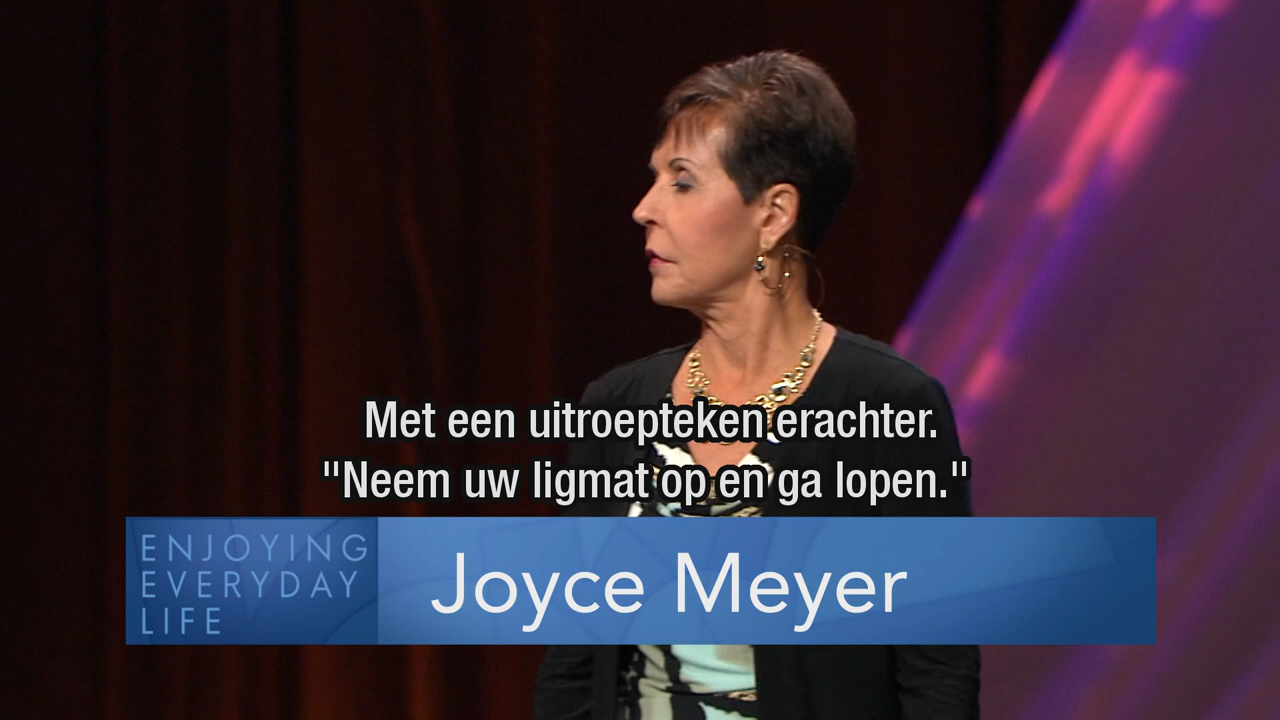 Met een uitroepteken erachter.
"Neem uw ligmat op en ga lopen."
ENJOYING
EVERYDAY
LIFE
Joyce Meyer